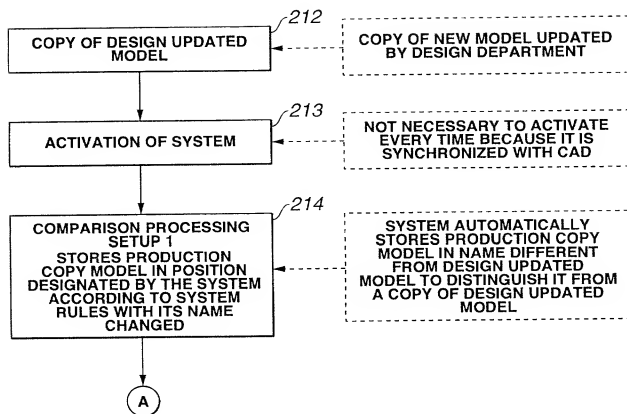 212
COPY OF DESIGN UPDATED
MODEL
COPY OF NEW MODEL UPDATED
BY DESIGN DEPARTMENT
213
ACTIVATION OF SYSTEM
NOT NECESSARY TO ACTIVATE
EVERY TIME BECAUSE IT IS
SYNCHRONIZED WITH CAD
214
COMPARISON PROCESSING
SETUP 1
STORES PRODUCTION
COPY MODEL IN POSITION
DESIGNATED BY THE SYSTEM
ACCORDING TO SYSTEM
RULES WITH ITS NAME
CHANGED
SYSTEM AUTOMATICALLY
STORES PRODUCTION COPY
MODEL IN NAME DIFFERENT
FROM DESIGN UPDATED
MODEL TO DISTINGUISH IT FROM
A COPY OF DESIGN UPDATED
MODEL
A